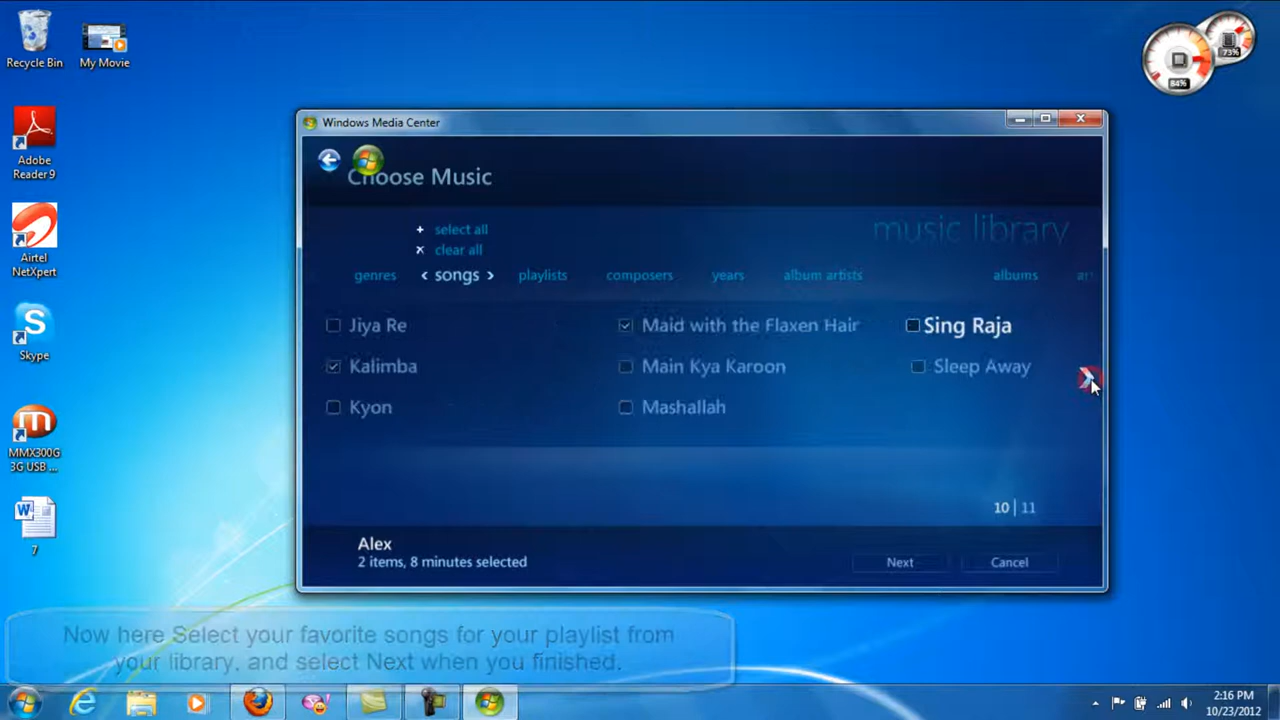 Recycle Bin
My Movie
73%
84%
Adobe
Reader 9
Airtel
NetXpert
Skype
MMX300G
3G USB ...
7
Windows Media Center
Choose Music
music library
+ select all
x clear all
genres < songs > playlists composers years album artists albums
Jiya Re
Maid with the Flaxen Hair
Sing Raja
Kalimba
Main Kya Karoon
Sleep Away
Kyon
Mashallah
10 | 11
Alex
2 items, 8 minutes selected
Next
Cancel
Now here Select your favorite songs for your playlist from
your library, and select Next when you finished.
2:16 PM
10/23/2012